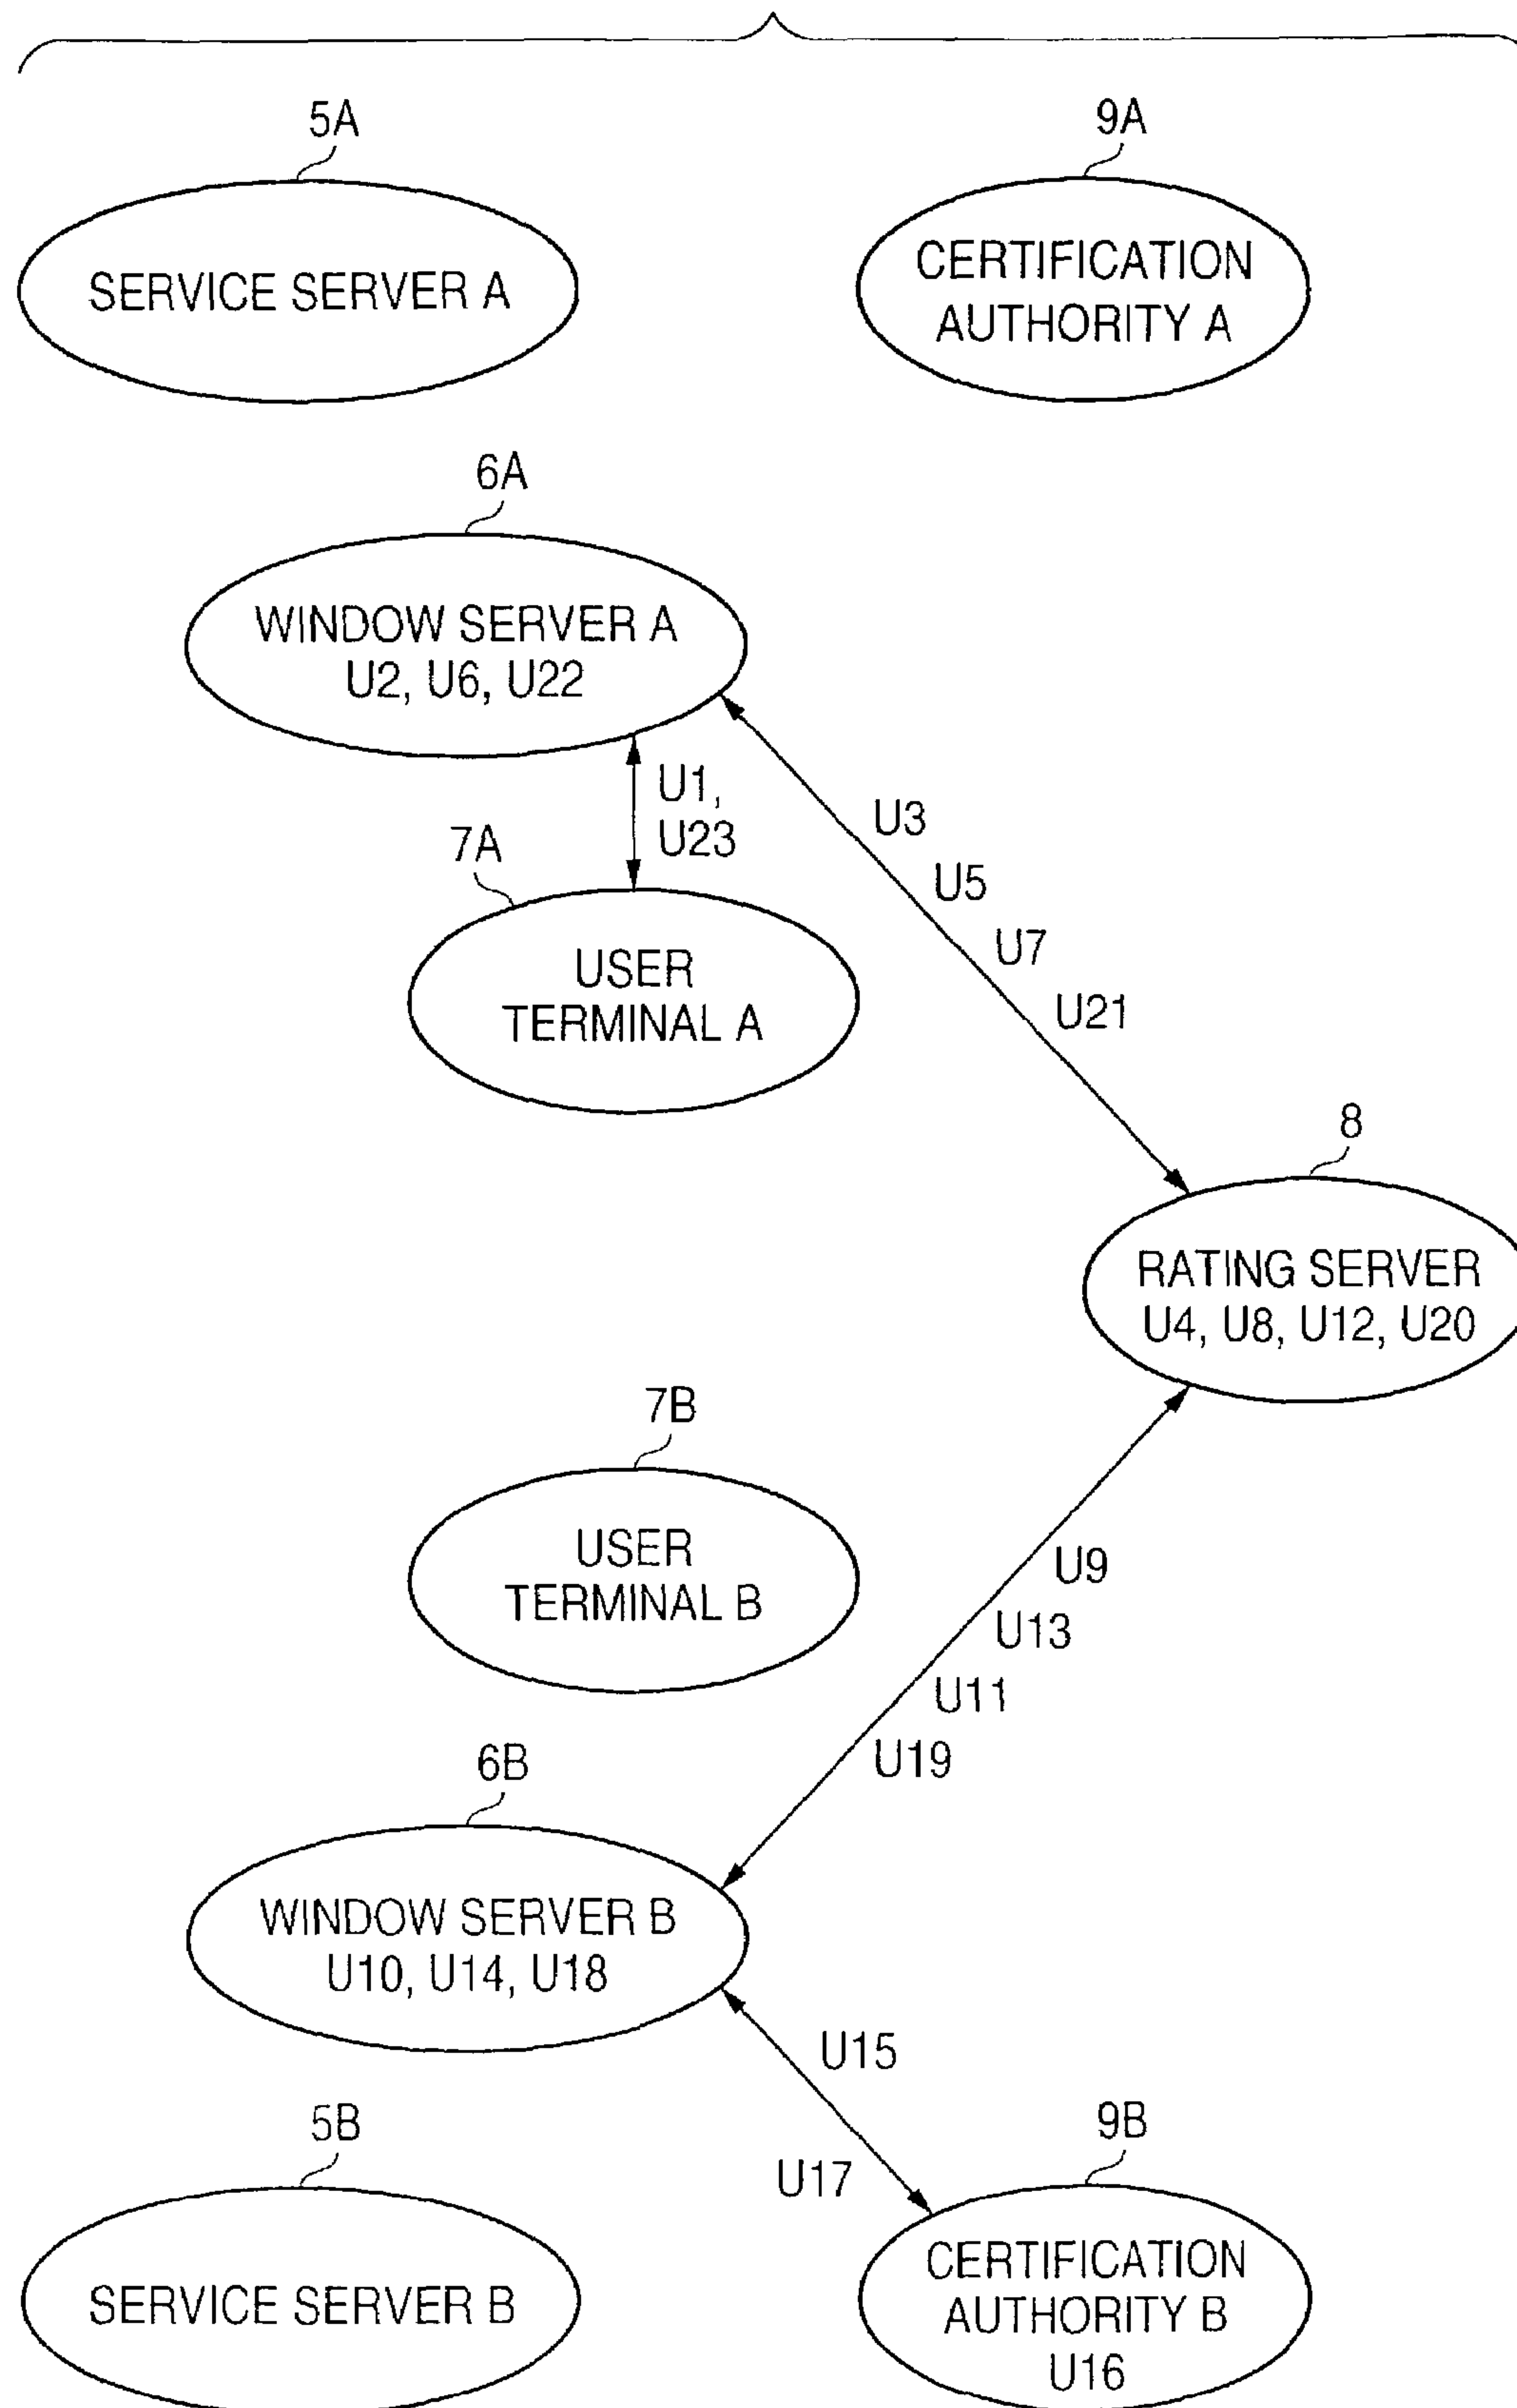 5A
9A
SERVICE SERVER A
CERTIFICATION
AUTHORITY A
6A
WINDOW SERVER A
U2, U6, U22
U1,
U23
7A
USER
TERMINAL A
U3
U5
U7
U21
8
RATING SERVER
U4, U8, U12, U20
7B
USER
TERMINAL B
U9
U13
U11
U19
6B
WINDOW SERVER B
U10, U14, U18
U15
U17
5B
SERVICE SERVER B
9B
CERTIFICATION
AUTHORITY B
U16